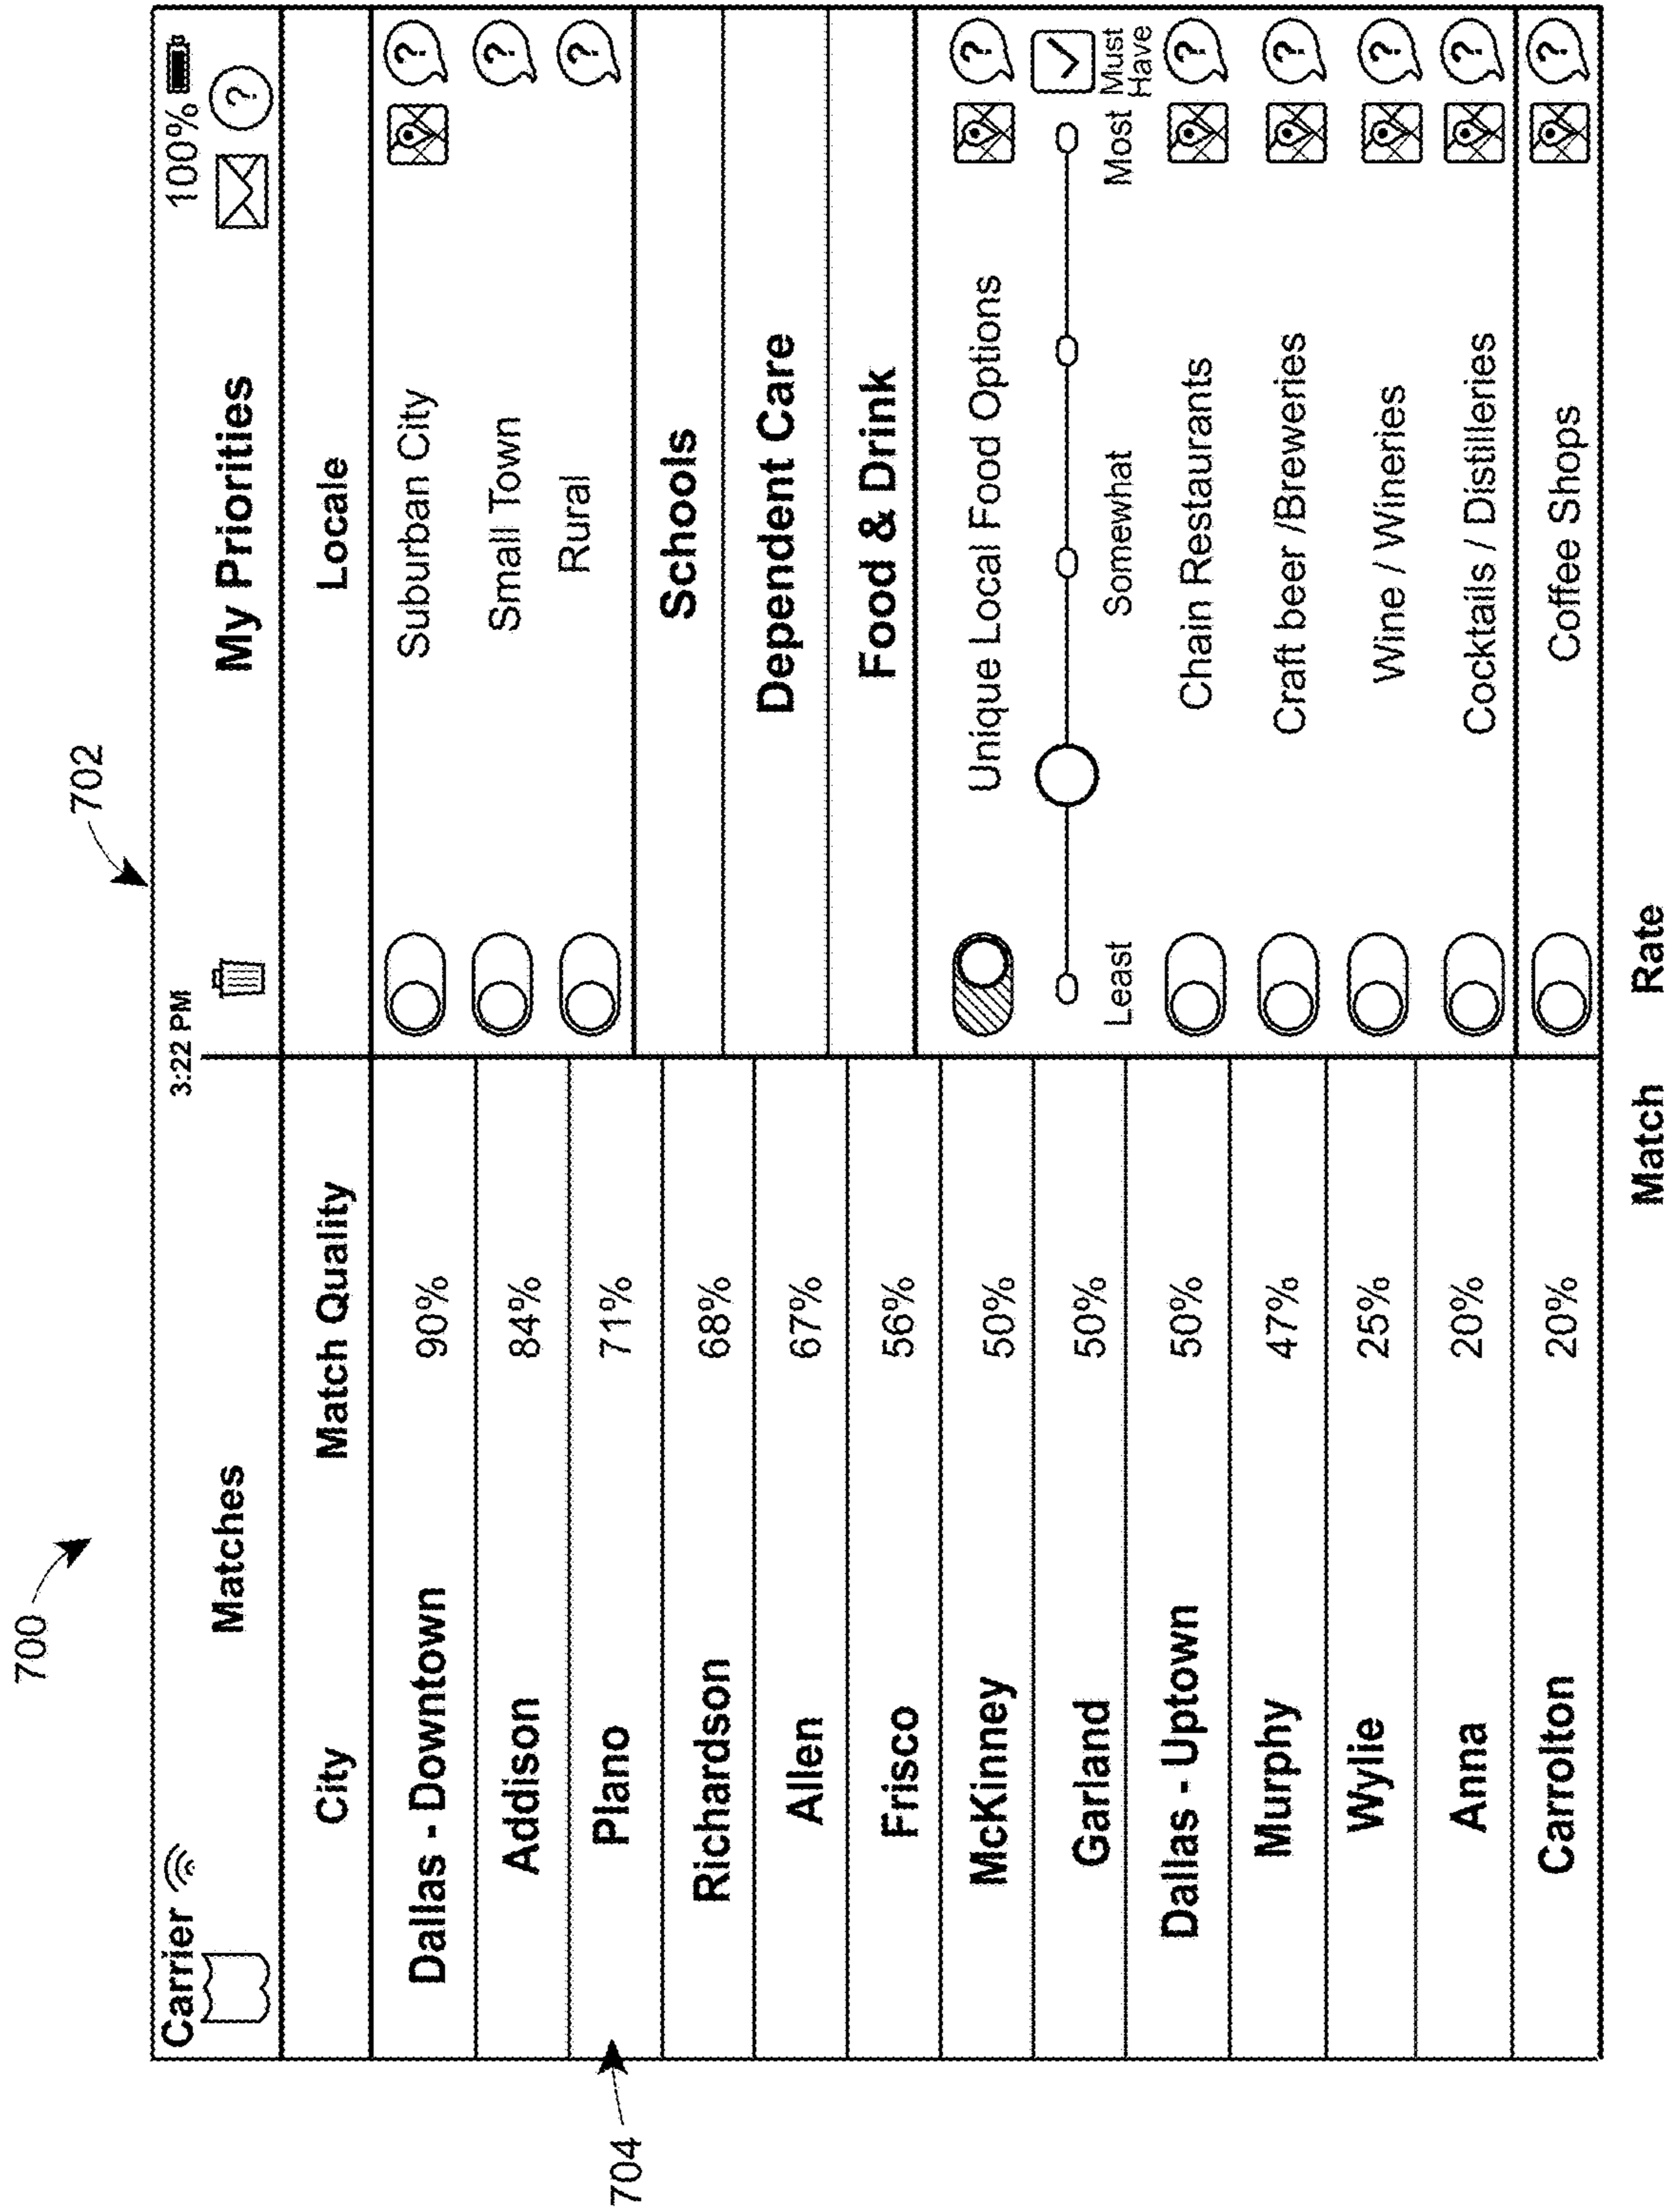 700
702
Carrier 3:22 PM 100%
Matches
My Priorities ?
City Match Quality
Locale
Dallas - Downtown 90%
Addison 84%
Plano 71%
Richardson 68%
Allen 67%
Frisco 56%
McKinney 50%
Garland 50%
Dallas - Uptown 50%
Murphy 47%
Wylie 25%
Anna 20%
Carrolton 20%
704
Suburban City ?
Small Town ?
Rural ?
Schools
Dependent Care
Food & Drink
Unique Local Food Options ?
Least Somewhat Most Must
Have
Chain Restaurants ?
Craft beer /Breweries ?
Wine / Wineries ?
Cocktails / Distilleries ?
Coffee Shops ?
Match Rate